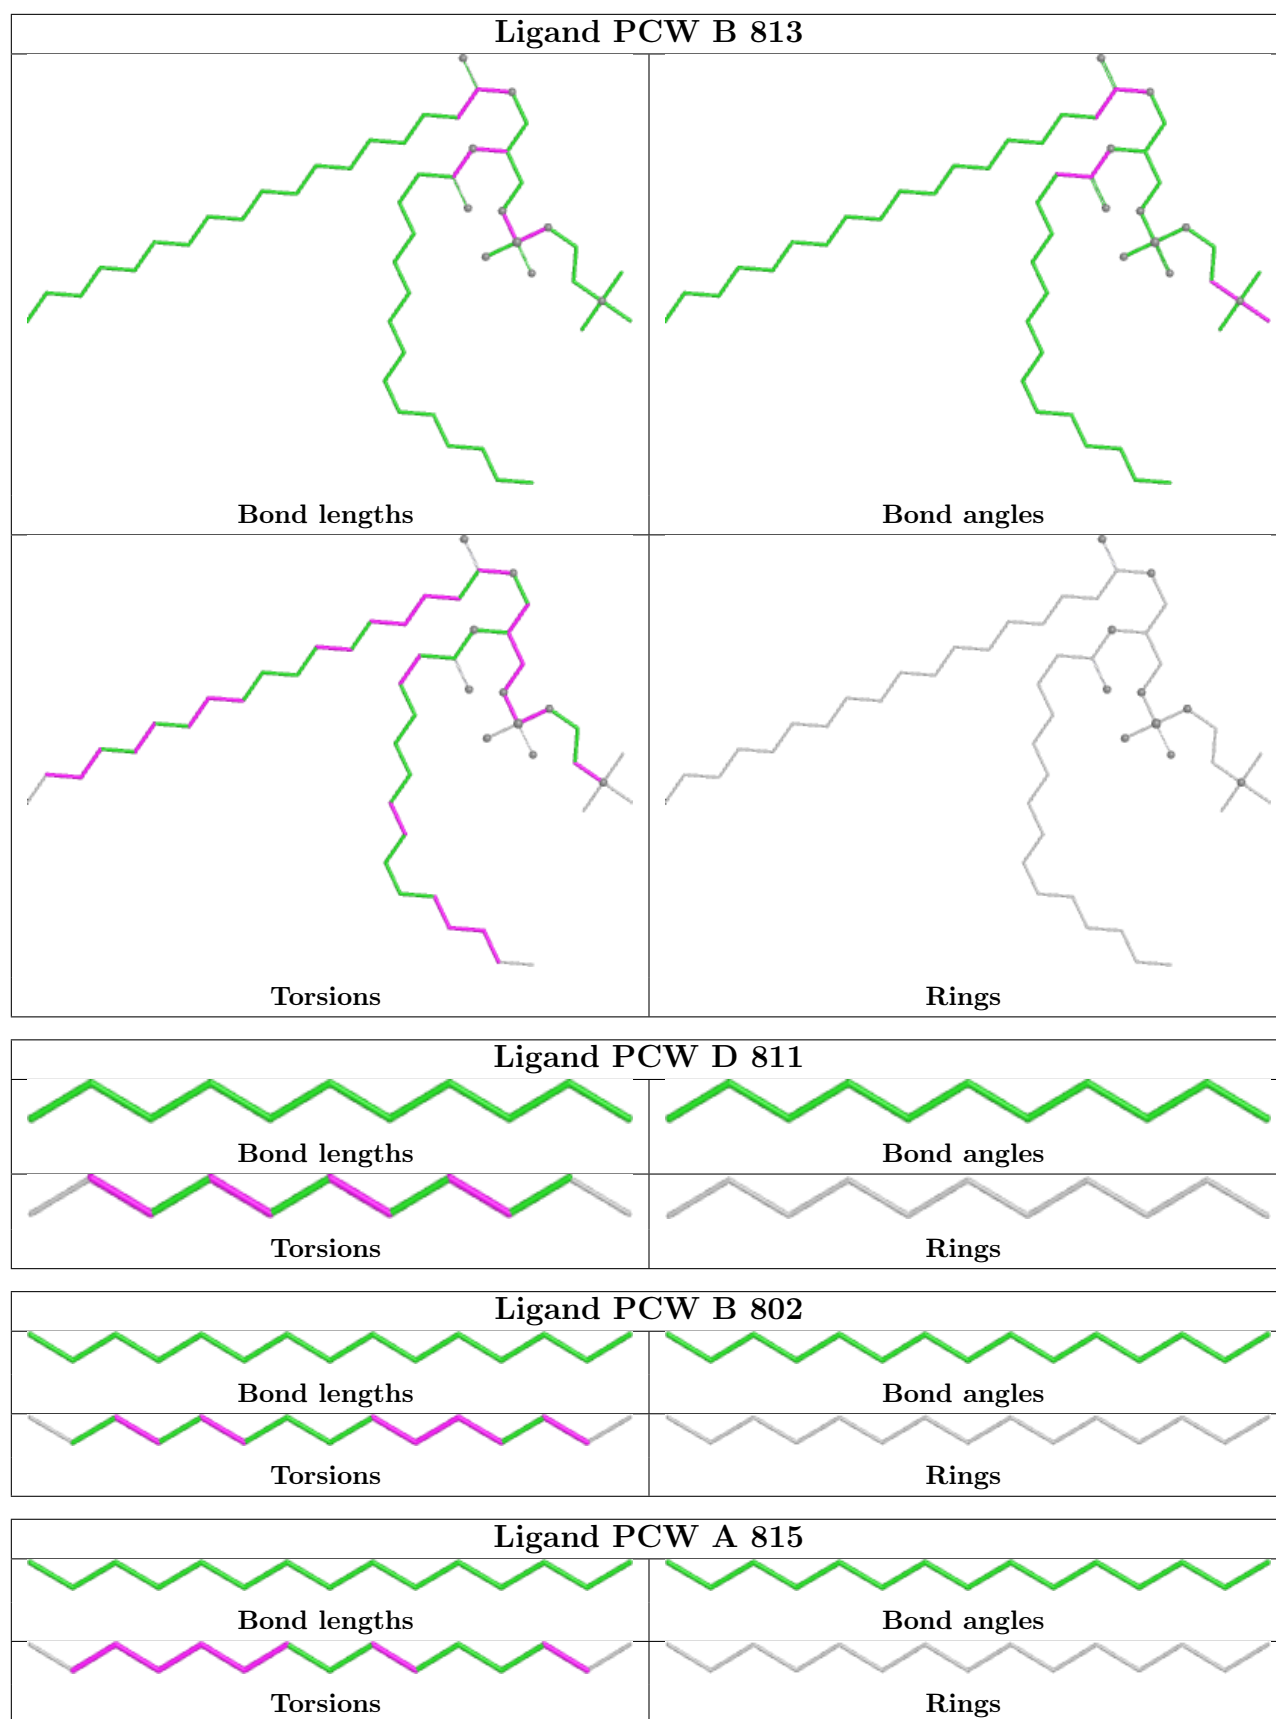 Ligand PCW B 813
Bond lengths
Bond angles
Torsions
Rings
Ligand PCW D 811
Bond lengths
Bond angles
Torsions
Rings
Ligand PCW B 802
Bond lengths
Bond angles
Torsions
Rings
Ligand PCW A 815
Bond lengths
Bond angles
Torsions
Rings